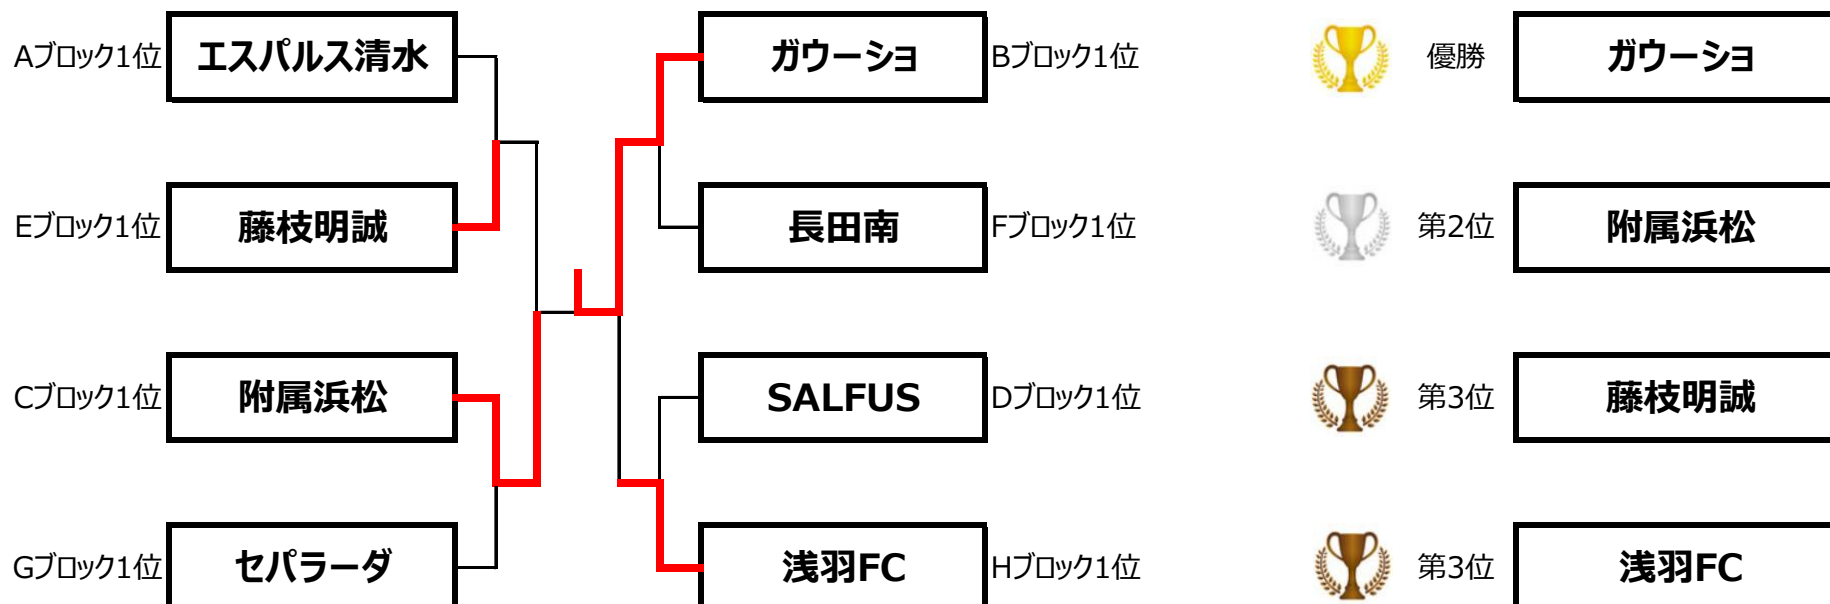 Aブロック1位 エスパルス清水 ガウーショ Bブロック1位 優勝 ガウーショ
Eブロック1位 藤枝明誠 長田南 Fブロック1位 第2位 附属浜松
Cブロック1位 附属浜松 SALFUS Dブロック1位 第3位 藤枝明誠
Gブロック1位 セパラーダ 浅羽FC Hブロック1位 第3位 浅羽FC